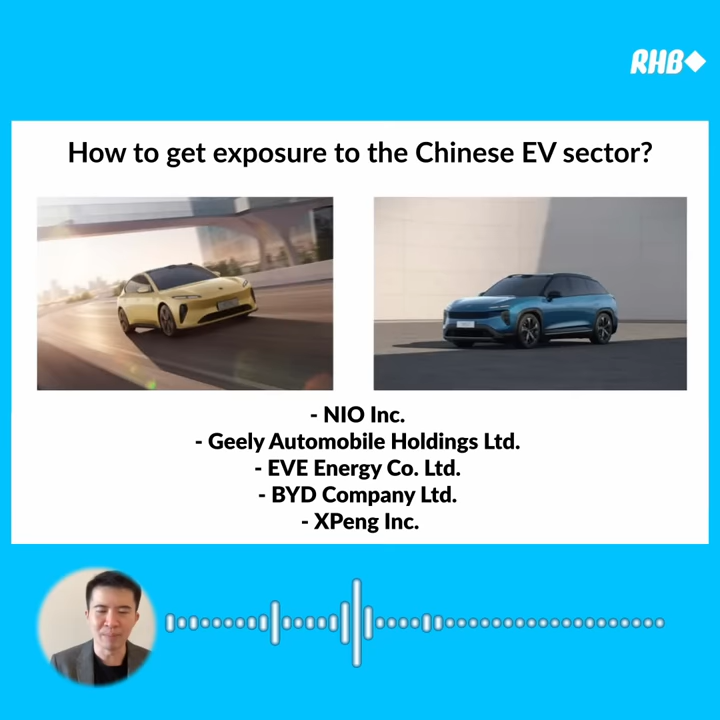 RHB
How to get exposure to the Chinese EV sector?
- NIO Inc.
- Geely Automobile Holdings Ltd.
- EVE Energy Co. Ltd.
- BYD Company Ltd.
- XPeng Inc.